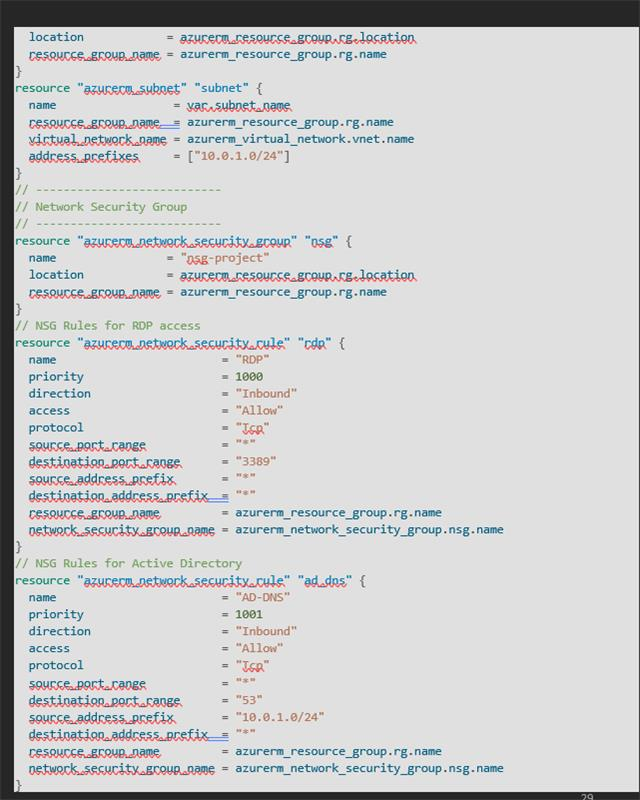 location = azurerm_resource_group.rg.location
resource_group_name = azurerm_resource_group.rg.name
}
resource "azurerm_subnet" "subnet" {
name = var.subnet_name
resource_group_name = azurerm_resource_group.rg.name
virtual_network_name = azurerm_virtual_network.vnet.name
address_prefixes = ["10.0.1.0/24"]
}
// ---------------------------
// Network Security Group
// ---------------------------
resource "azurerm_network_security_group" "nsg" {
name = "nsg-project"
location = azurerm_resource_group.rg.location
resource_group_name = azurerm_resource_group.rg.name
}
// NSG Rules for RDP access
resource "azurerm_network_security_rule" "rdp" {
name = "RDP"
priority = 1000
direction = "Inbound"
access = "Allow"
protocol = "Tcp"
source_port_range = "*"
destination_port_range = "3389"
source_address_prefix = "*"
destination_address_prefix = "*"
resource_group_name = azurerm_resource_group.rg.name
network_security_group_name = azurerm_network_security_group.nsg.name
}
// NSG Rules for Active Directory
resource "azurerm_network_security_rule" "ad_dns" {
name = "AD-DNS"
priority = 1001
direction = "Inbound"
access = "Allow"
protocol = "Tcp"
source_port_range = "*"
destination_port_range = "53"
source_address_prefix = "10.0.1.0/24"
destination_address_prefix = "*"
resource_group_name = azurerm_resource_group.rg.name
network_security_group_name = azurerm_network_security_group.nsg.name
}
29